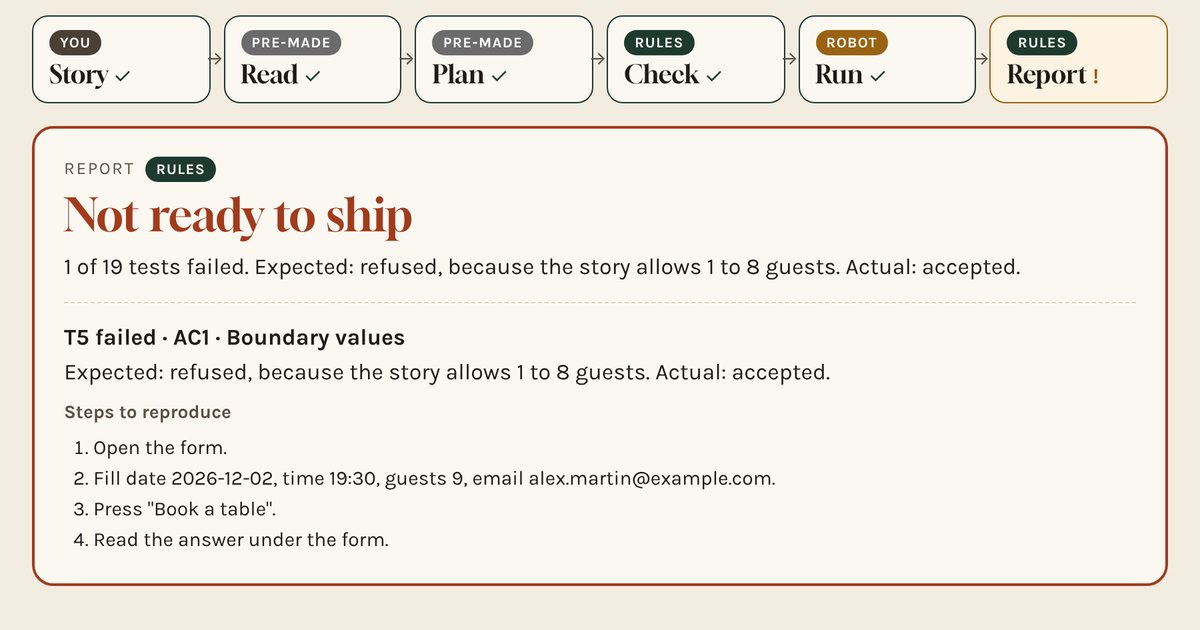 YOU
Story ✓
PRE-MADE
Read ✓
PRE-MADE
Plan ✓
RULES
Check ✓
ROBOT
Run ✓
RULES
Report !
REPORT RULES
Not ready to ship
1 of 19 tests failed. Expected: refused, because the story allows 1 to 8 guests. Actual: accepted.
T5 failed · AC1 · Boundary values
Expected: refused, because the story allows 1 to 8 guests. Actual: accepted.
Steps to reproduce
1. Open the form.
2. Fill date 2026-12-02, time 19:30, guests 9, email alex.martin@example.com.
3. Press "Book a table".
4. Read the answer under the form.